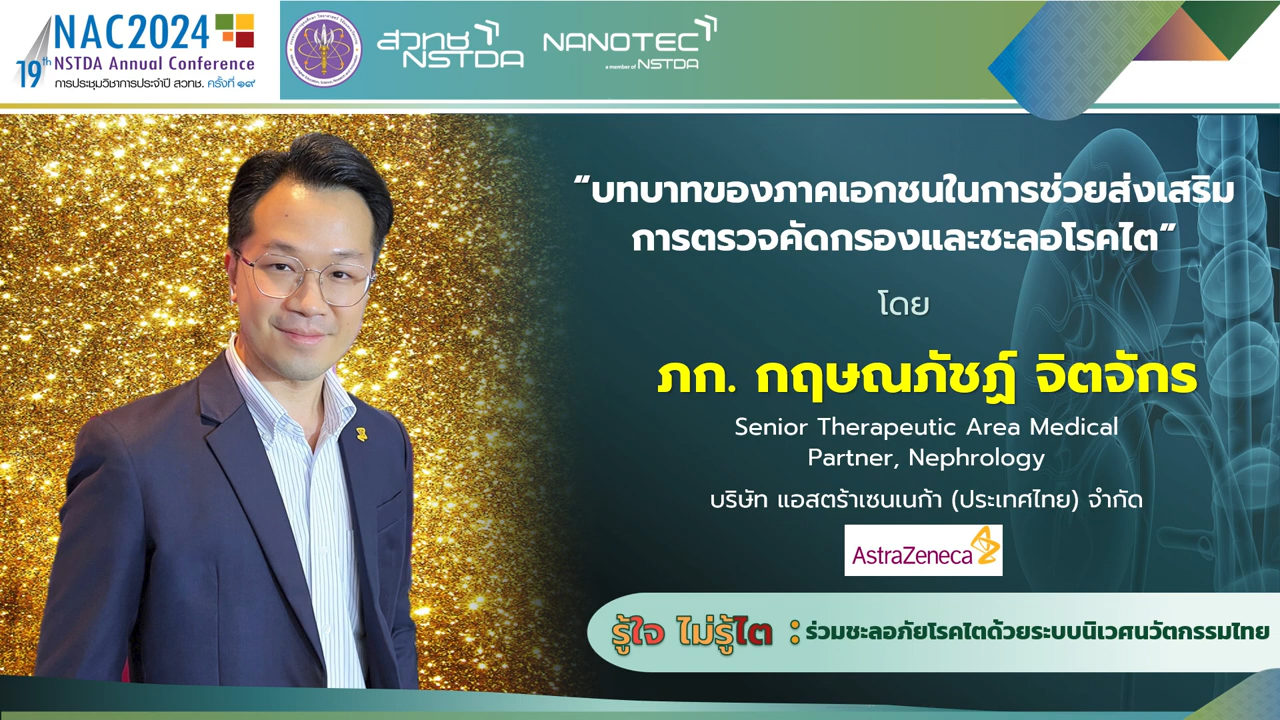 NAC2024
19th NSTDA Annual Conference
การประชุมวิชาการประจำปี สวทช. ครั้งที่ ๑๙
สวทช
NSTDA
NANOTEC
a member of NSTDA
“บทบาทของภาคเอกชนในการช่วยส่งเสริม
การตรวจคัดกรองและชะลอโรคไต”
โดย
ภก. กฤษณภัชฏ์ จิตจักร
Senior Therapeutic Area Medical
Partner, Nephrology
บริษัท แอสตร้าเซนเนก้า (ประเทศไทย) จำกัด
AstraZeneca
รู้ใจ ไม่รู้ไต : ร่วมชะลอภัยโรคไตด้วยระบบนิเวศนวัตกรรมไทย